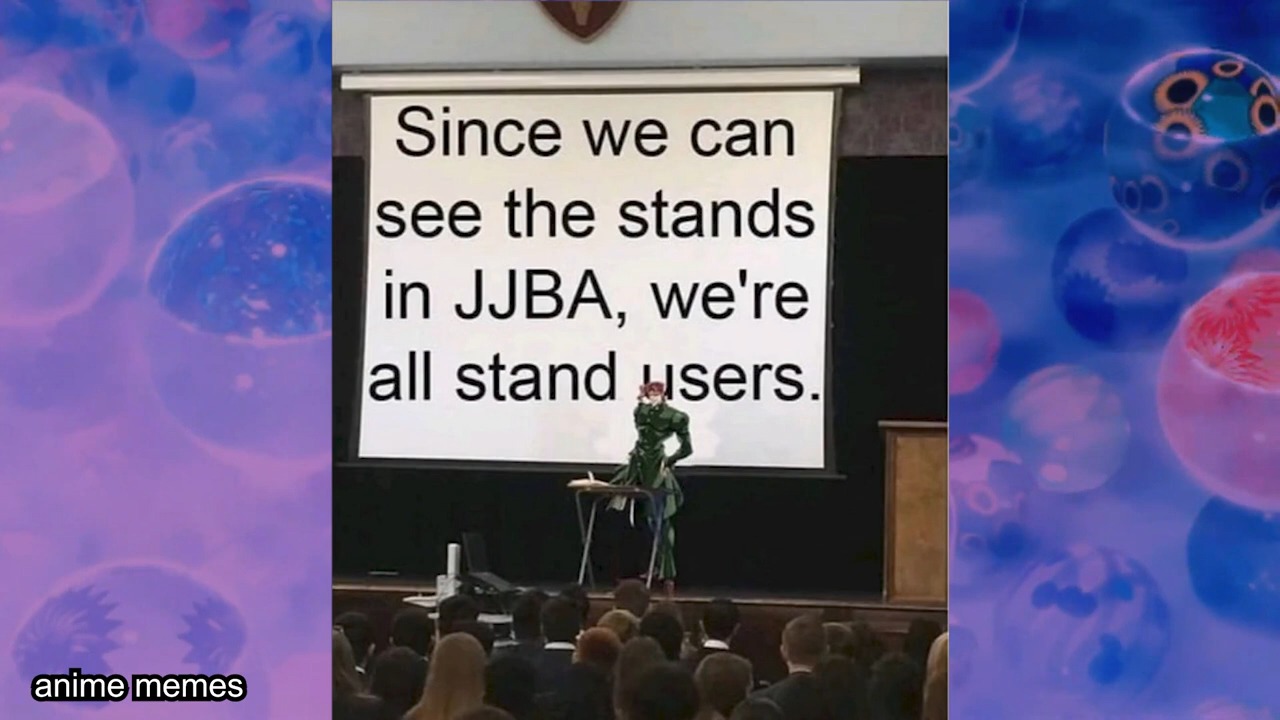 Since we can
see the stands
in JJBA, we're
all stand users.
anime memes